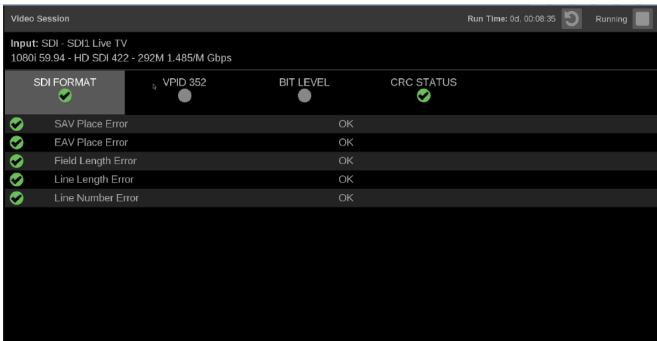 Video Session
Run Time: 0d, 00:08:35
Running
Input: SDI - SDI1 Live TV
1080i 59.94 - HD SDI 422 - 292M 1.485/M Gbps
SDI FORMAT
VPID 352
BIT LEVEL
CRC STATUS
SAV Place Error OK
EAV Place Error OK
Field Length Error OK
Line Length Error OK
Line Number Error OK